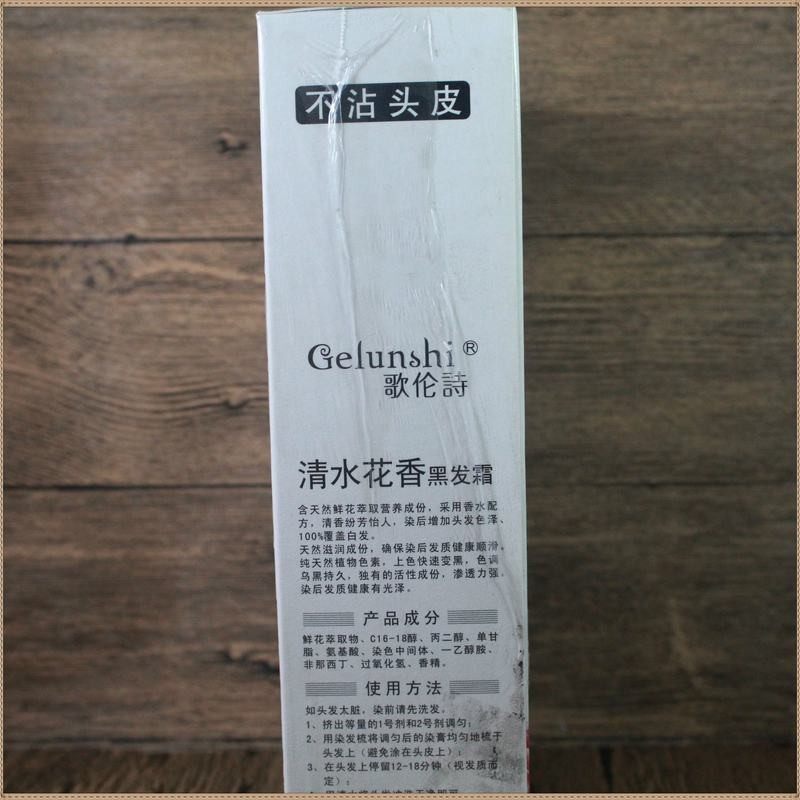 不沾头皮
Gelunshi®
歌伦詩
清水花香黑发霜
含天然鲜花萃取营养成份，采用香水配
方，清香纷芳怡人，染后增加头发色泽、
100%覆盖白发。
天然滋润成份，确保染后发质健康顺滑。
纯天然植物色素，上色快速变黑，色调
乌黑持久，独有的活性成份，渗透力强。
染后发质健康有光泽。
产品成分
鲜花萃取物、C16-18醇、丙二醇、单甘
脂、氨基酸、染色中间体、一乙醇胺、
非那西丁、过氧化氢、香精。
使用方法
如头发太脏，染前请先洗发。
1、挤出等量的1号剂和2号剂调匀；
2、用染发梳将调匀后的染膏均匀地梳于
头发上（避免涂在头皮上）；
3、在头发上停留12-18分钟（视发质而
定）；